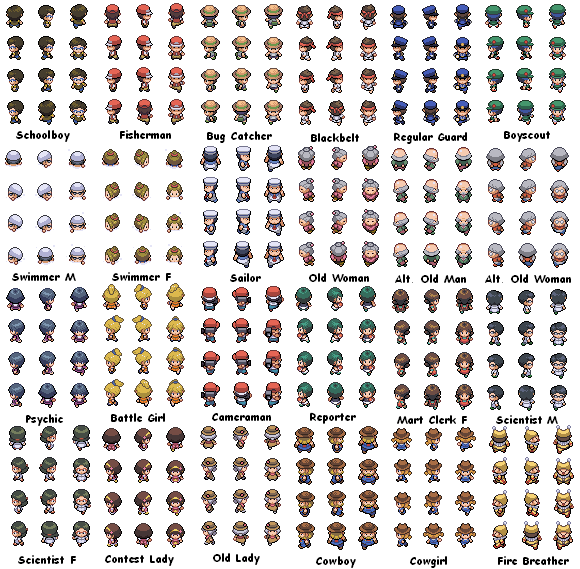 Schoolboy Fisherman Bug Catcher Blackbelt Regular Guard Boyscout
Swimmer M Swimmer F Sailor Old Woman Alt. Old Man Alt. Old Woman
Psychic Battle Girl Cameraman Reporter Mart Clerk F Scientist M
Scientist F Contest Lady Old Lady Cowboy Cowgirl Fire Breather